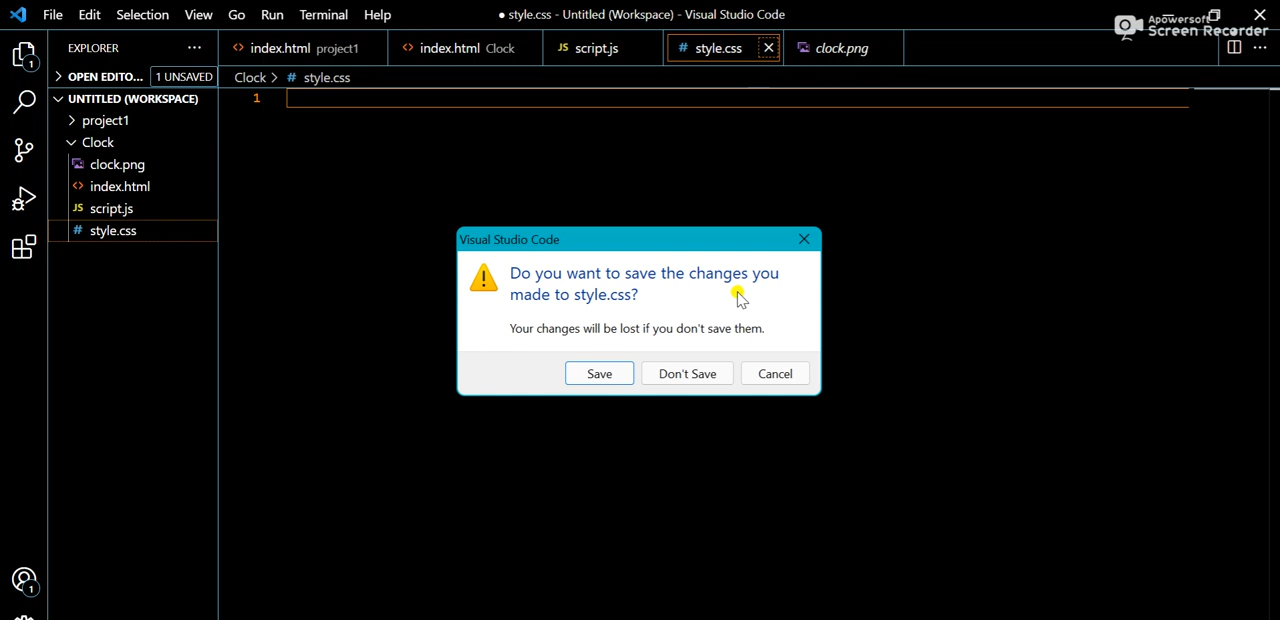 File Edit Selection View Go Run Terminal Help
● style.css - Untitled (Workspace) - Visual Studio Code
Apowersoft
Screen Recorder
EXPLORER ···
index.html project1
index.html Clock
JS script.js
# style.css
clock.png
1
OPEN EDITO... 1 UNSAVED
Clock > # style.css
UNTITLED (WORKSPACE)
1
project1
Clock
clock.png
index.html
JS script.js
# style.css
Visual Studio Code
Do you want to save the changes you
made to style.css?
Your changes will be lost if you don't save them.
Save Don't Save Cancel
1